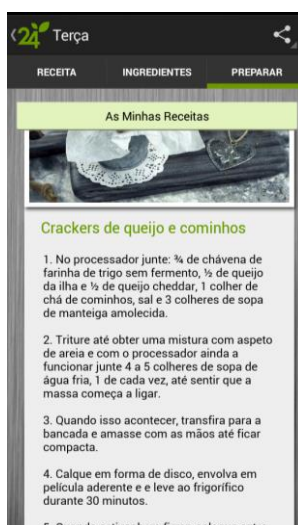 24 Terça
RECEITA INGREDIENTES PREPARAR
As Minhas Receitas
Crackers de queijo e cominhos
1. No processador junte: ¾ de chávena de
farinha de trigo sem fermento, ½ de queijo
da ilha e ½ de queijo cheddar, 1 colher de
chá de cominhos, sal e 3 colheres de sopa
de manteiga amolecida.
2. Triture até obter uma mistura com aspeto
de areia e com o processador ainda a
funcionar junte 4 a 5 colheres de sopa de
água fria, 1 de cada vez, até sentir que a
massa começa a ligar.
3. Quando isso acontecer, transfira para a
bancada e amasse com as mãos até ficar
compacta.
4. Calque em forma de disco, envolva em
película aderente e e leve ao frigorífico
durante 30 minutos.